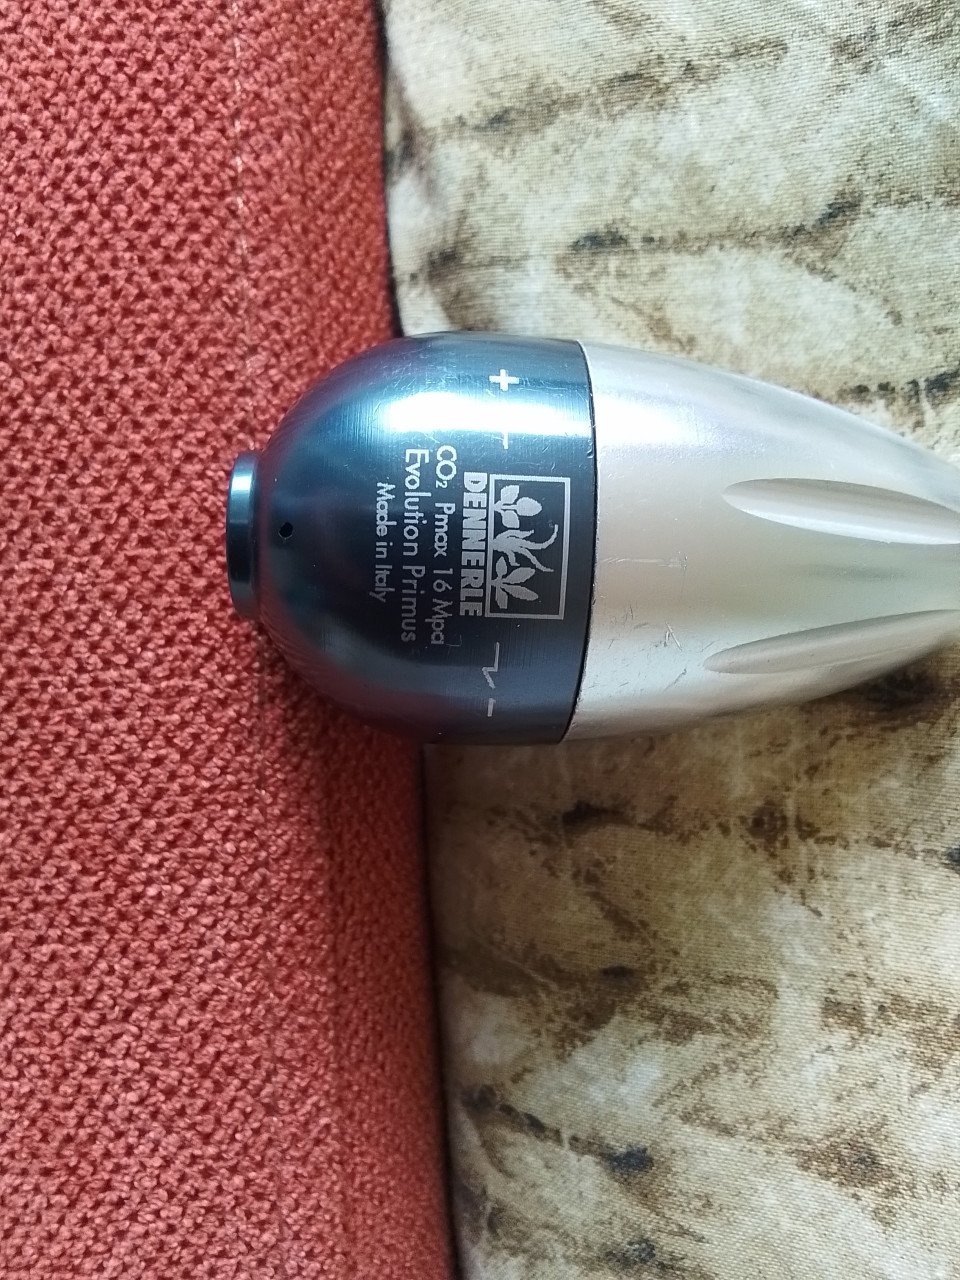 DENNERLE
CO₂ Pmax 16 Mpa
Evolution Primus
Made in Italy
+
-